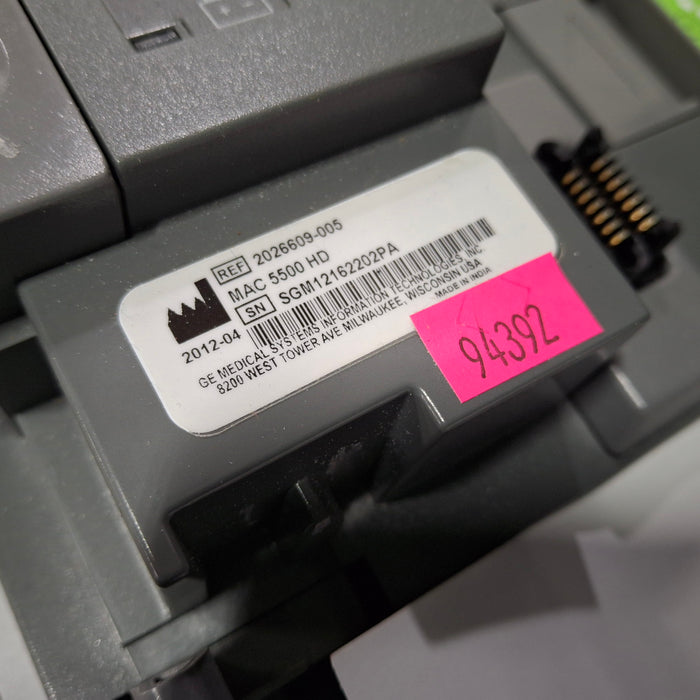 REF 2026609-005
MAC 5500 HD
SN SGM12162202PA
2012-04
GE MEDICAL SYSTEMS INFORMATION TECHNOLOGIES, INC
8200 WEST TOWER AVE MILWAUKEE, WISCONSIN USA
MADE IN INDIA
94392